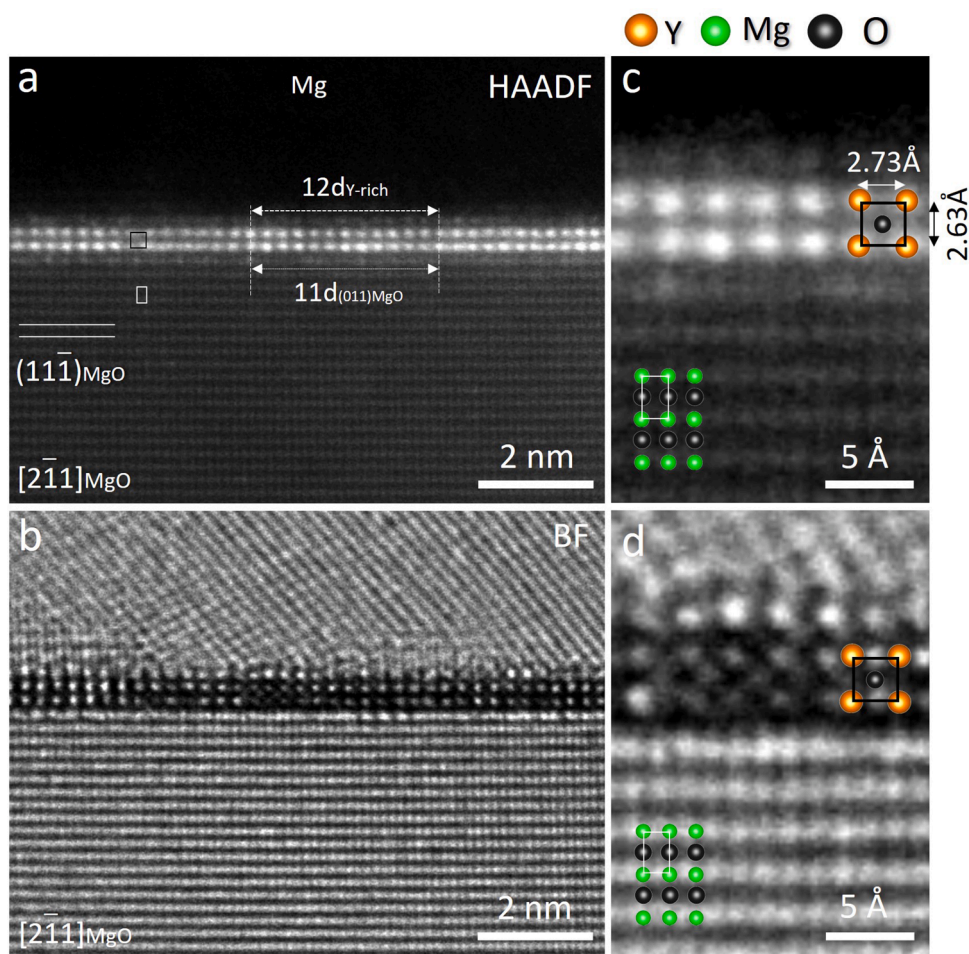 Y Mg O
a Mg HAADF
12dY-rich
11d(011)MgO
(111̅)MgO
[21̅1]MgO
2 nm
c
2.73Å
2.63Å
5 Å
b BF
[21̅1]MgO
2 nm
d
5 Å